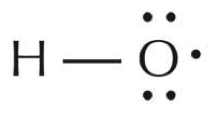 H — O